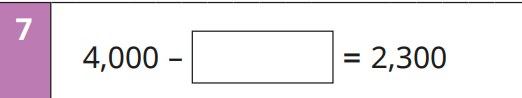 7
4,000 – = 2,300